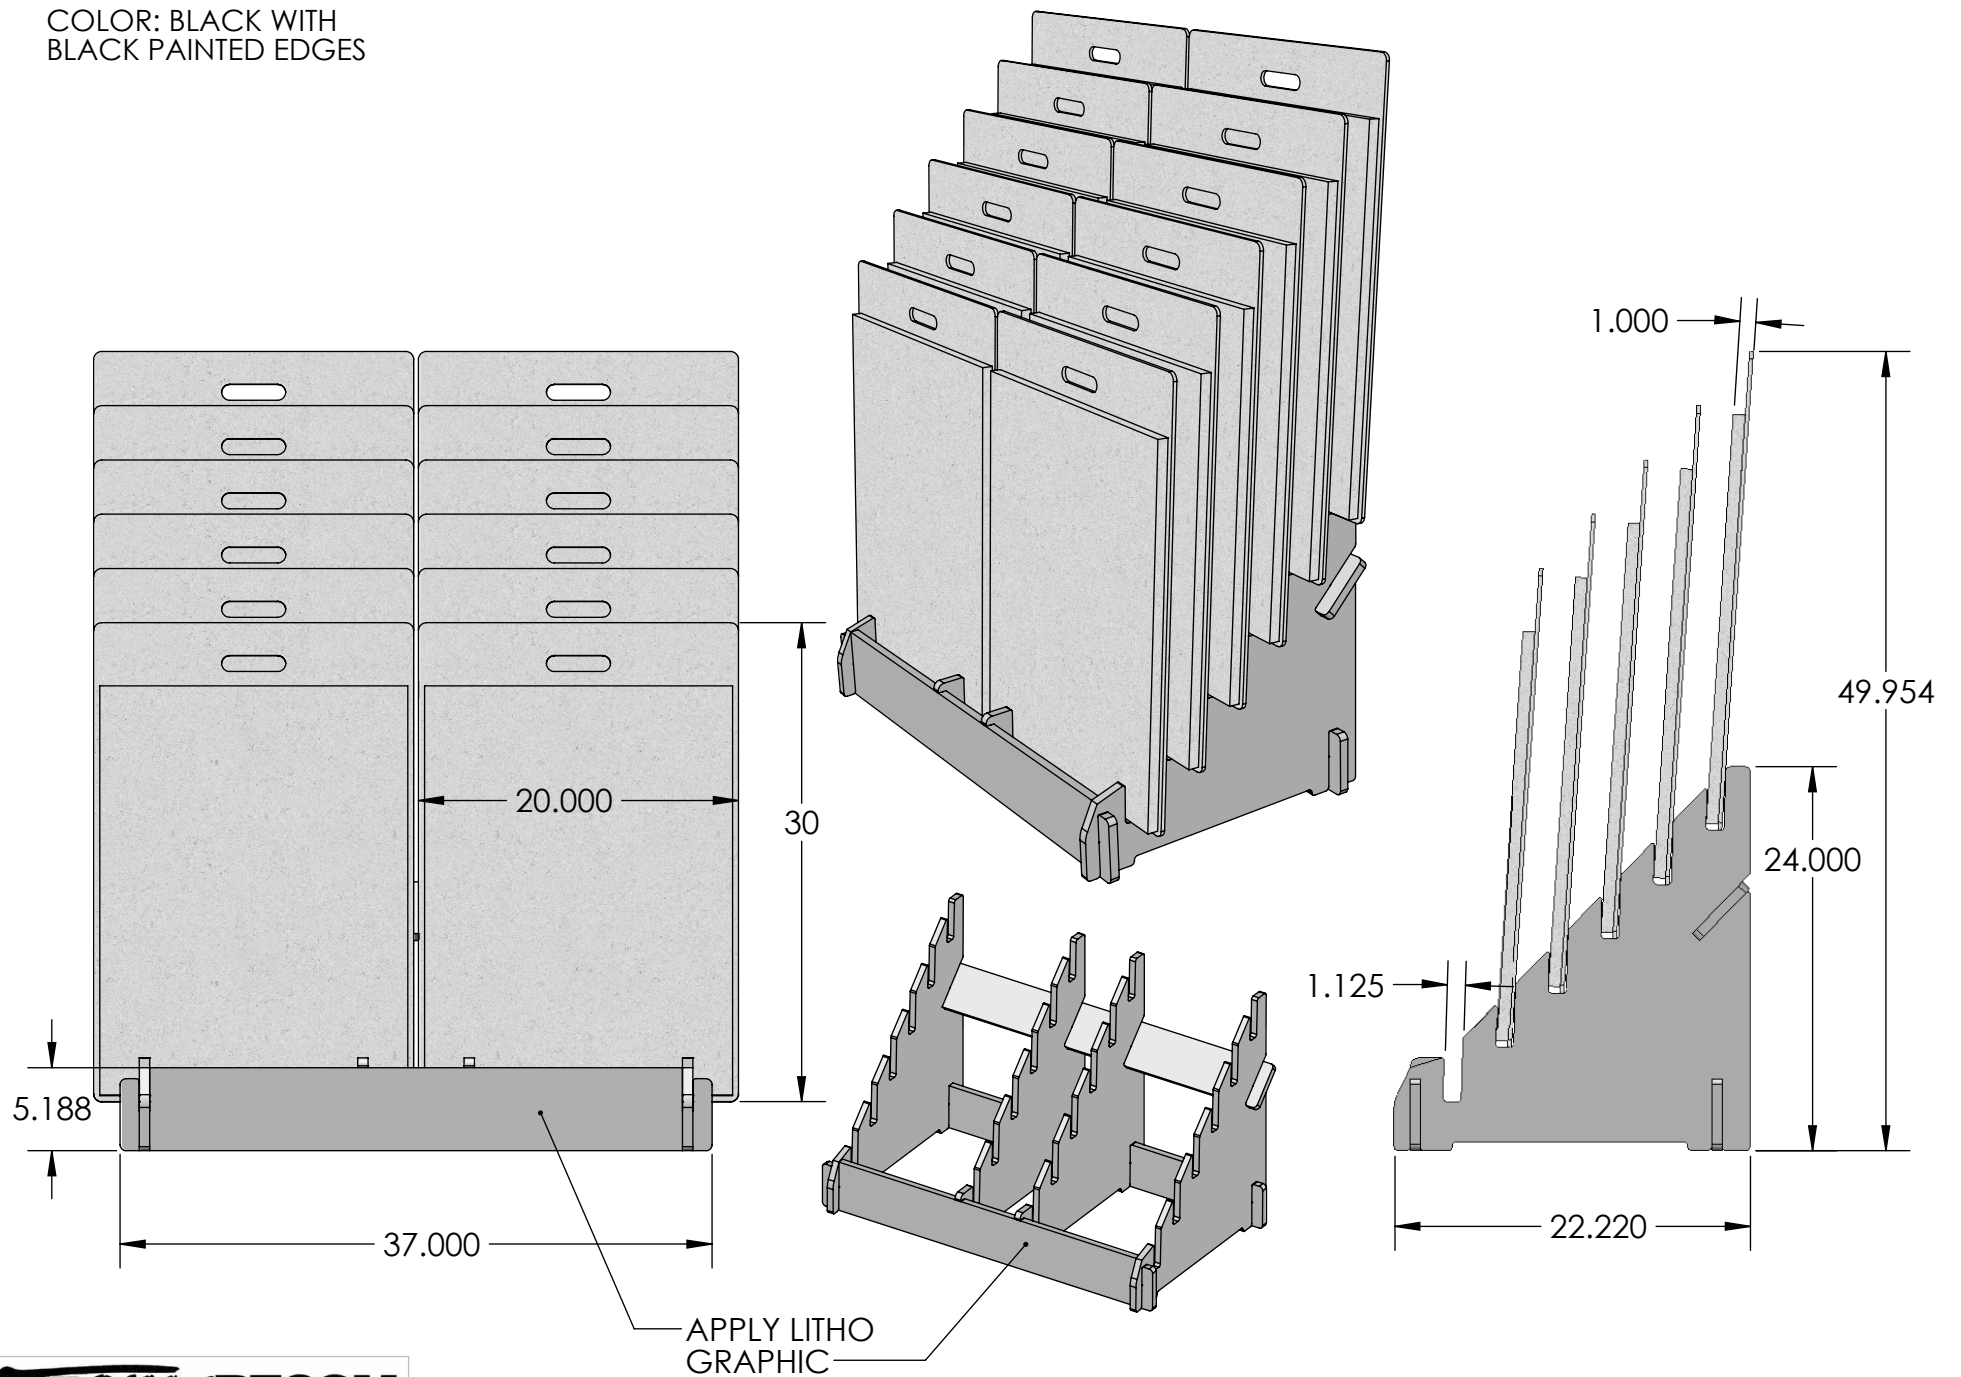 COLOR: BLACK WITH
BLACK PAINTED EDGES
1.000
49.954
20.000
30
24.000
1.125
5.188
22.220
37.000
APPLY LITHO
GRAPHIC